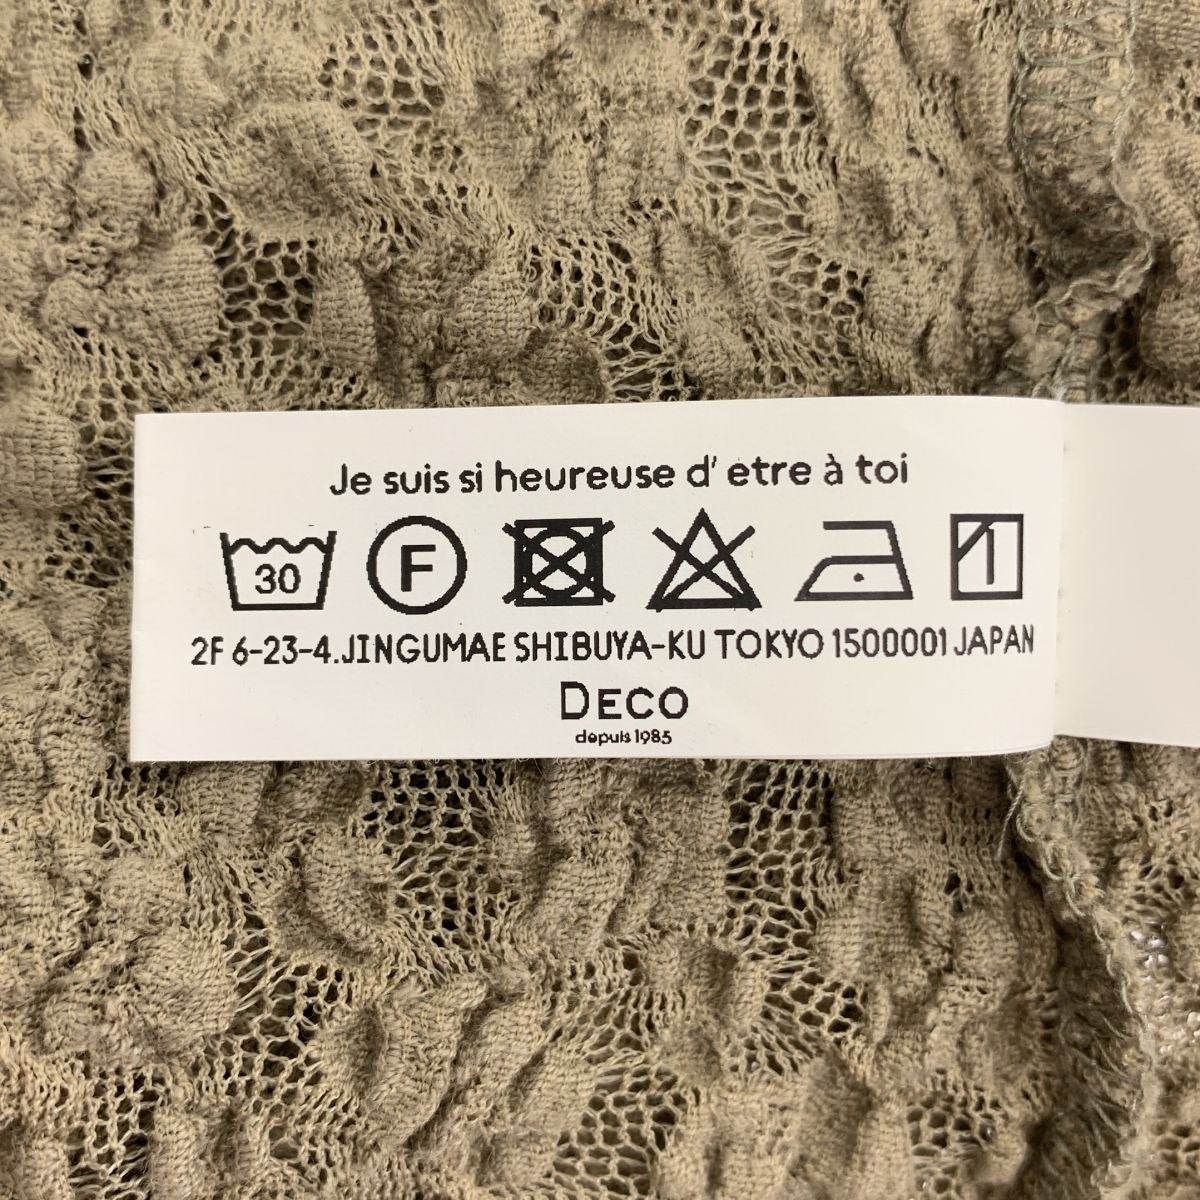 Je suis si heureuse d' etre à toi
30 F
2F 6-23-4.JINGUMAE SHIBUYA-KU TOKYO 1500001 JAPAN
DECO
depuis 1985